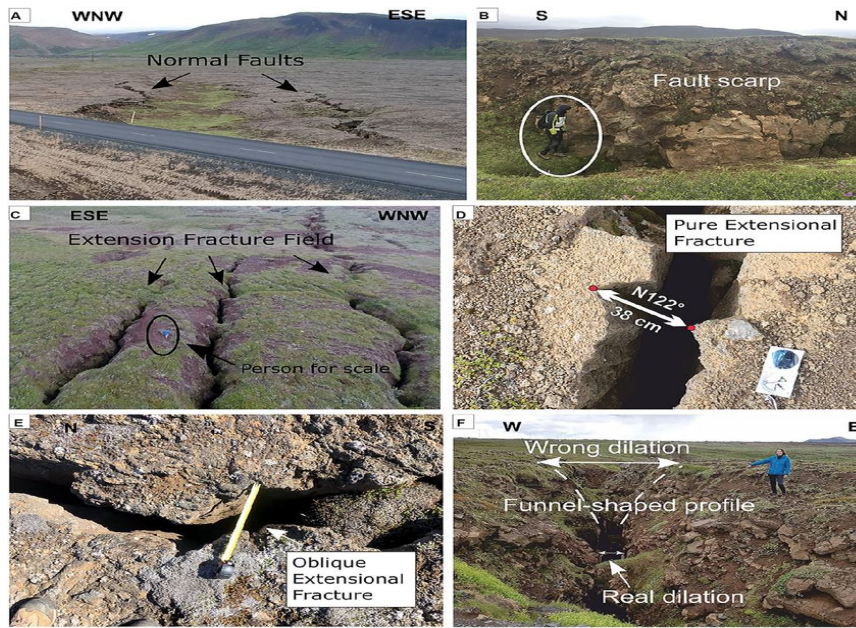 A
WNW
ESE
Normal Faults
B
S
N
Fault scarp
C
ESE
WNW
Extension Fracture Field
Person for scale
D
Pure Extensional
Fracture
N122°
38 cm
E
N
S
Oblique
Extensional
Fracture
F
W
E
Wrong dilation
Funnel-shaped profile
Real dilation